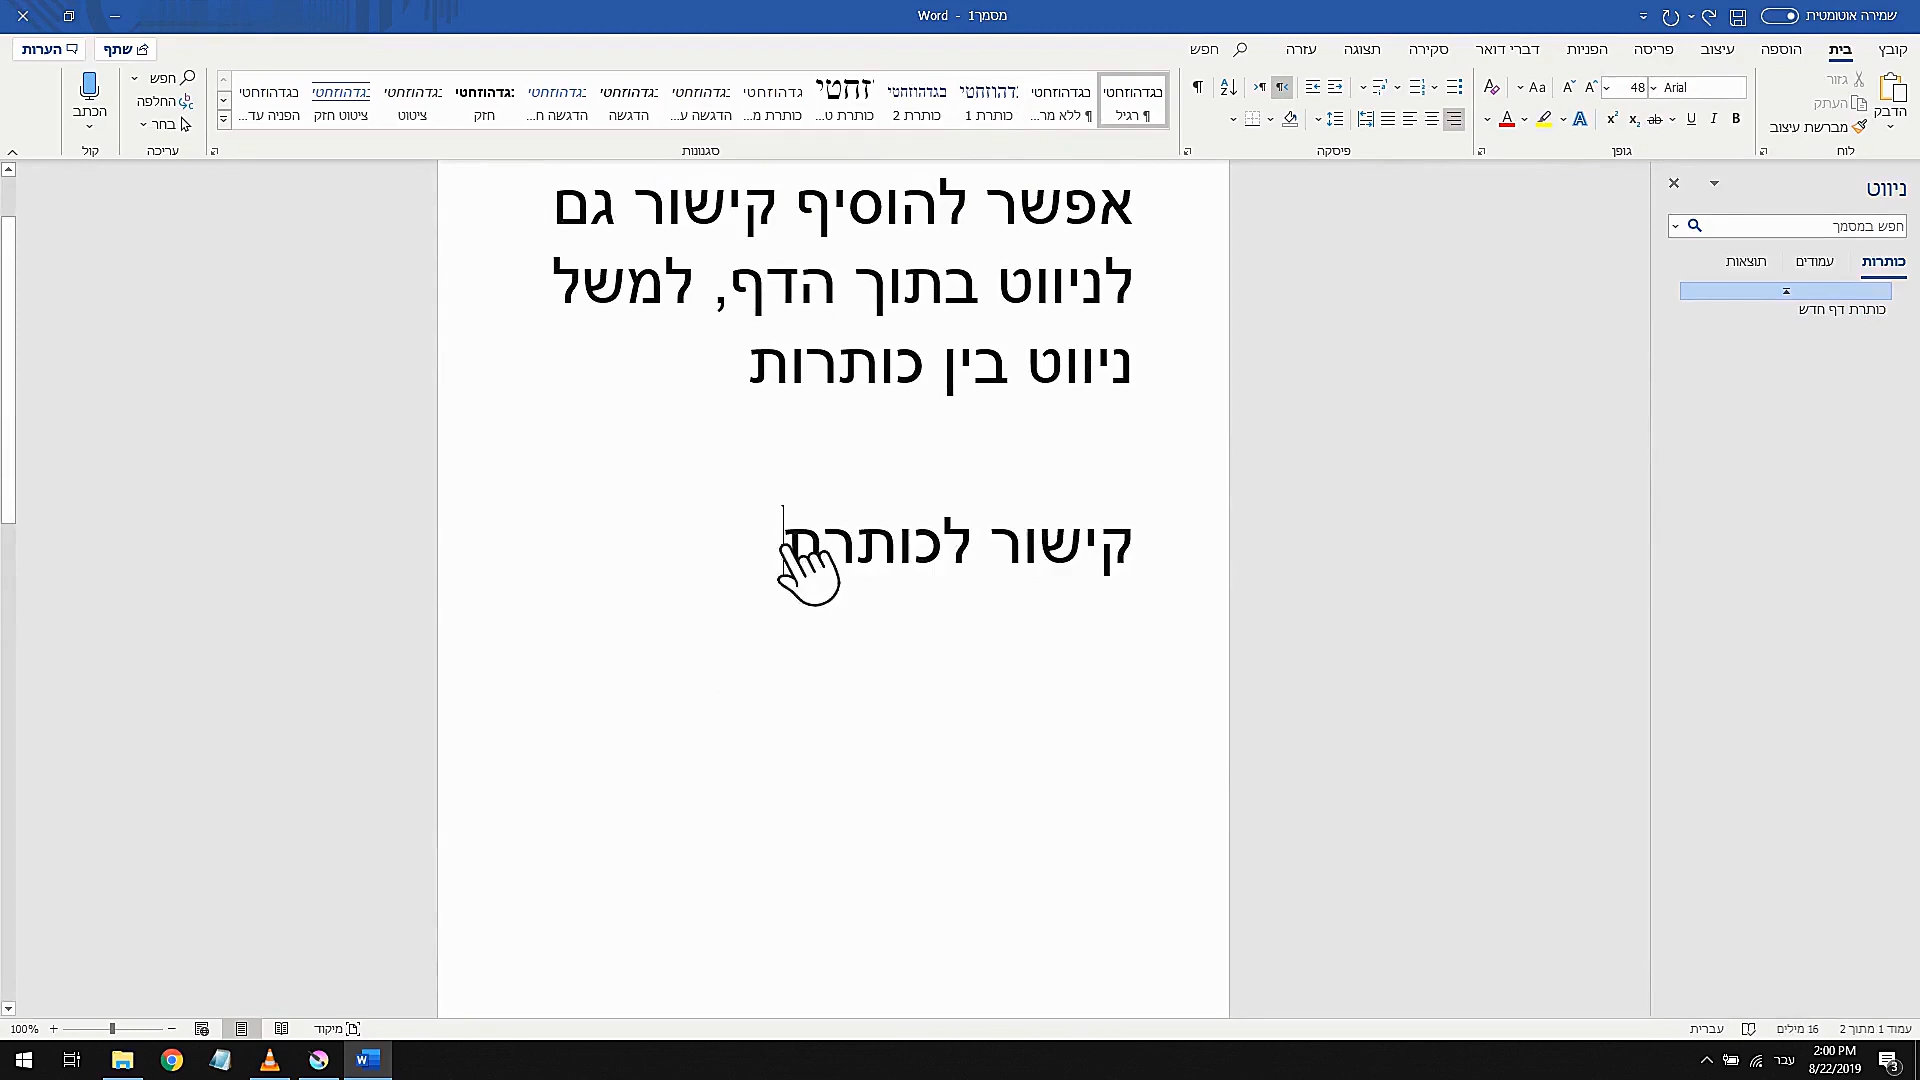 שמירה אוטומטית
מסמך1 - Word
קובץ בית הוספה עיצוב פריסה הפניות דברי דואר סקירה תצוגה עזרה חפש
שתף הערות
הדבק
גזור
העתק
מברשת עיצוב
לוח
Arial 48
גופן
פיסקה
¶ רגיל
¶ ללא מר...
כותרת 1
כותרת 2
כותרת ט...
כותרת מ...
הדגשה ע...
הדגשה
הדגשה ח...
חזק
ציטוט
ציטוט חזק
הפניה עד...
סגנונות
חפש
החלפה
בחר
עריכה
הכתב
קול
ניווט
חפש במסמך
כותרות עמודים תוצאות
כותרת דף חדש
אפשר להוסיף קישור גם
לניווט בתוך הדף, למשל
ניווט בין כותרות
קישור לכותרת
עמוד 1 מתוך 2 16 מילים עברית
מיקוד
100%
עבר
2:00 PM
8/22/2019
3